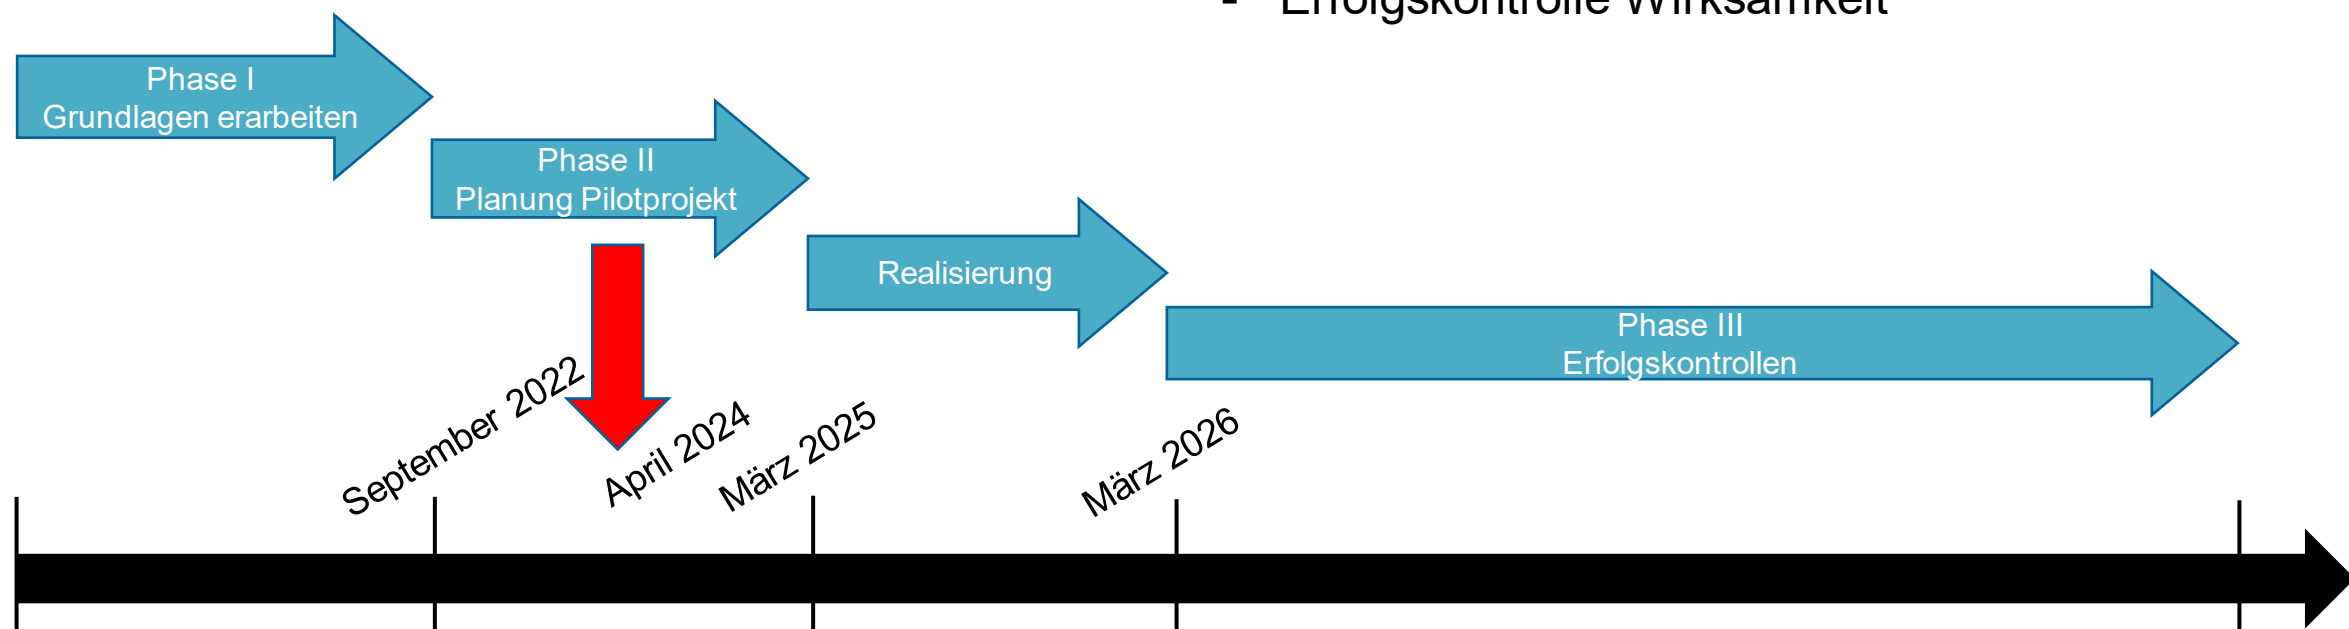 - Erfolgskontrolle Wirksamkeit
Phase I
Grundlagen erarbeiten
Phase II
Planung Pilotprojekt
Realisierung
Phase III
Erfolgskontrollen
September 2022
April 2024
März 2025
März 2026